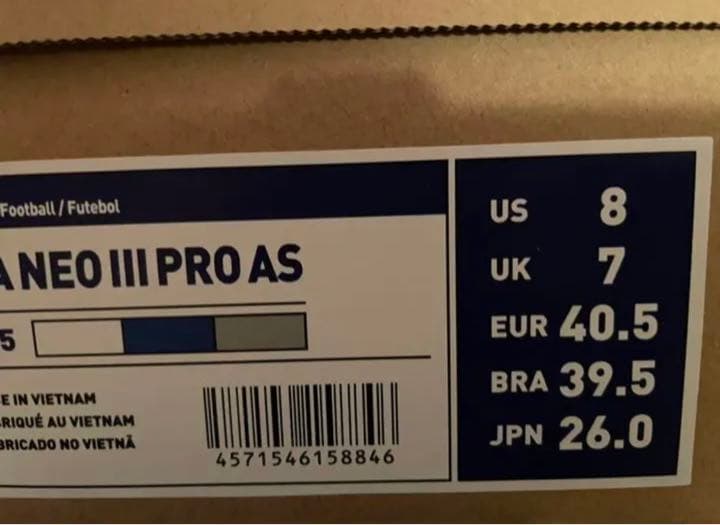 Football / Futebol
A NEO III PRO AS
5
E IN VIETNAM
RIQUÉ AU VIETNAM
BRICADO NO VIETNÃ
4571546158846
US 8
UK 7
EUR 40.5
BRA 39.5
JPN 26.0